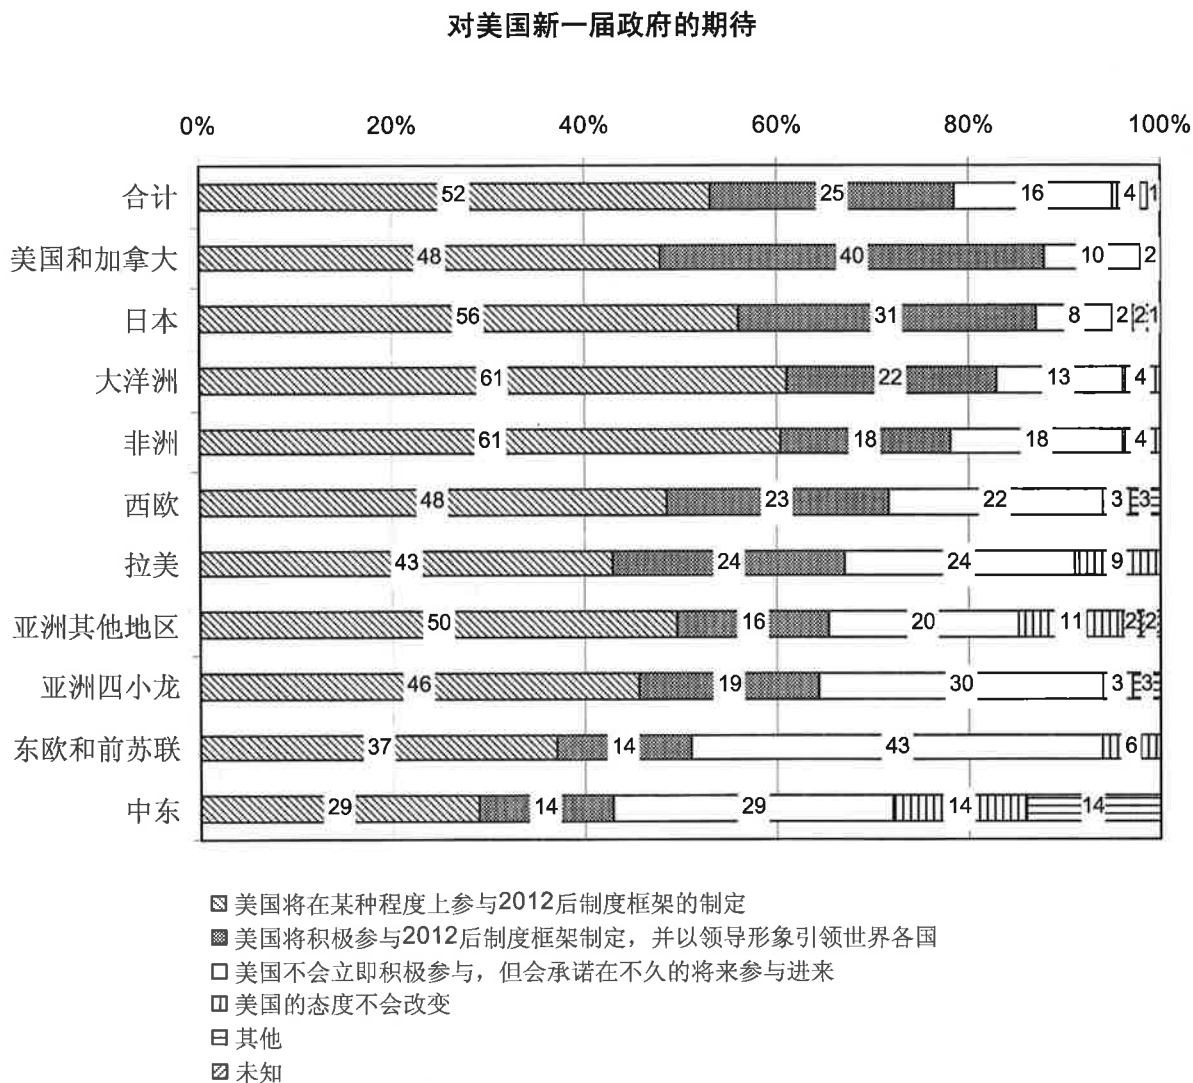 对美国新一届政府的期待
0% 20% 40% 60% 80% 100%
合计 52 25 16 4 1
美国和加拿大 48 40 10 2
日本 56 31 8 2 2 1
大洋洲 61 22 13 4
非洲 61 18 18 4
西欧 48 23 22 3 3
拉美 43 24 24 9
亚洲其他地区 50 16 20 11 2 2
亚洲四小龙 46 19 30 3 3
东欧和前苏联 37 14 43 6
中东 29 14 29 14 14
美国将在某种程度上参与2012后制度框架的制定
美国将积极参与2012后制度框架制定，并以领导形象引领世界各国
美国不会立即积极参与，但会承诺在不久的将来参与进来
美国的态度不会改变
其他
未知